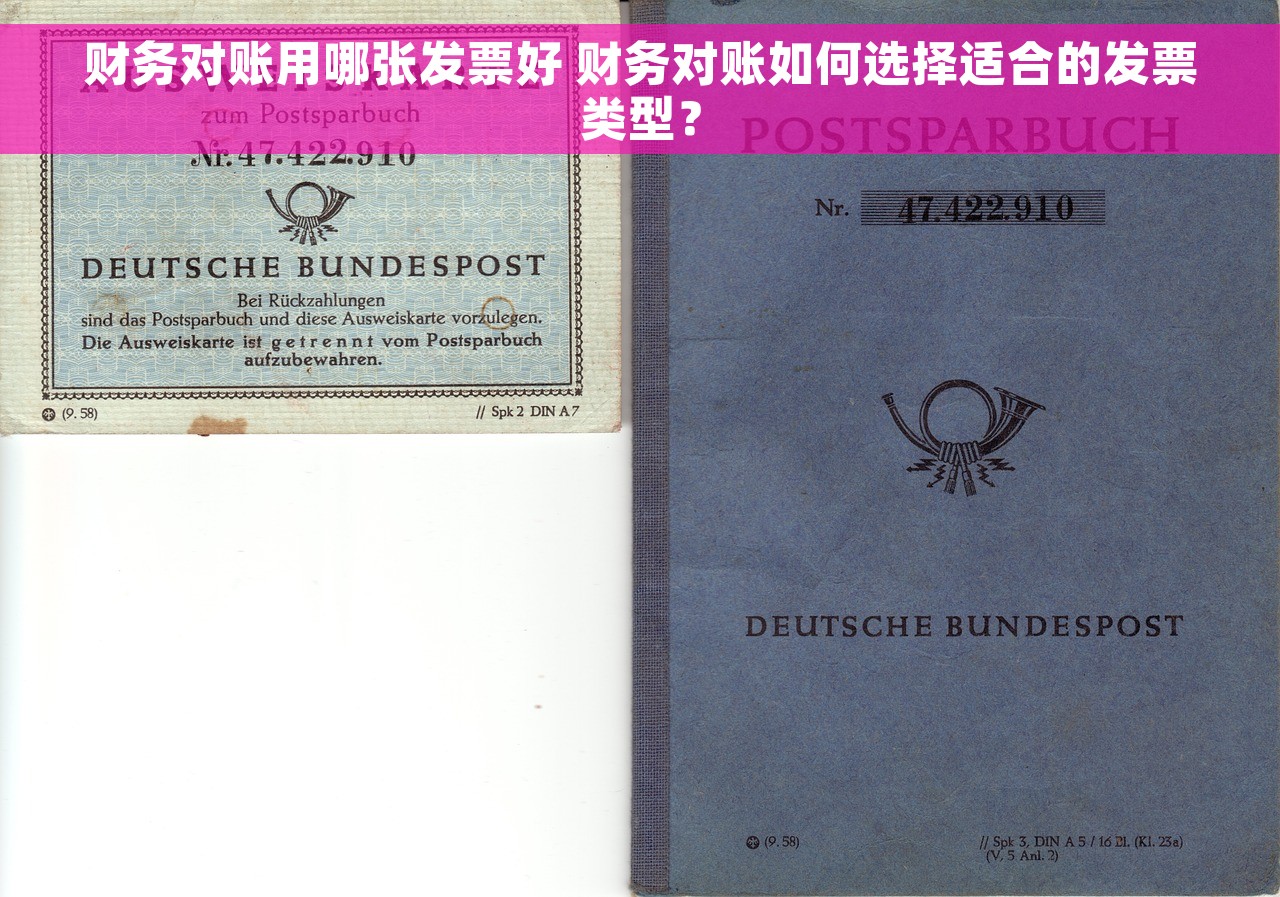 财务对账用哪张发票好 财务对账如何选择适合的发票
类型？
AUSWEISKARTE
zum Postsparbuch
Nr. 47.422.910
DEUTSCHE BUNDESPOST
Bei Rückzahlungen
sind das Postsparbuch und diese Ausweiskarte vorzulegen.
Die Ausweiskarte ist getrennt vom Postsparbuch
aufzubewahren.
(9. 58)
// Spk 2 DIN A 7
POSTSPARBUCH
Nr. 47.422.910
DEUTSCHE BUNDESPOST
(9. 58)
// Spk 3, DIN A 5 / 16 Bl. (Kl. 23a)
(V, 5 Anl. 2)